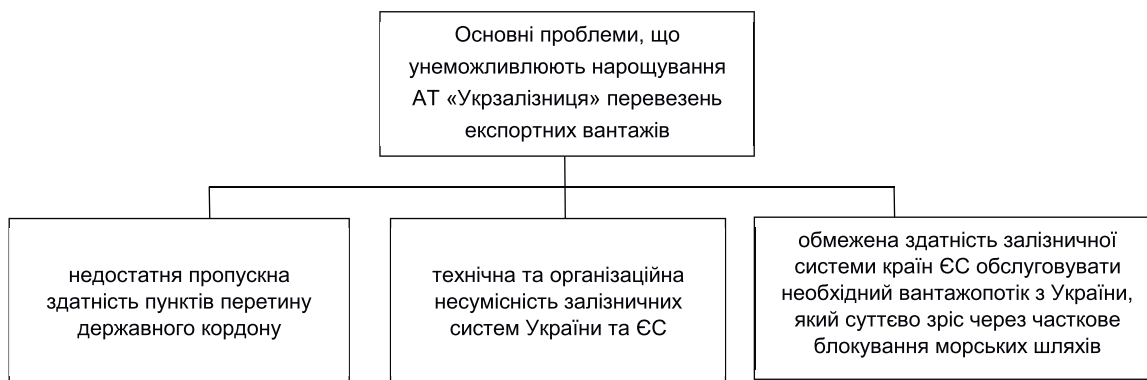 Основні проблеми, що
унеможливлюють нарощування
АТ «Укрзалізниця» перевезень
експортних вантажів
недостатня пропускна
здатність пунктів перетину
державного кордону
технічна та організаційна
несумісність залізничних
систем України та ЄС
обмежена здатність залізничної
системи країн ЄС обслуговувати
необхідний вантажопотік з України,
який суттєво зріс через часткове
блокування морських шляхів